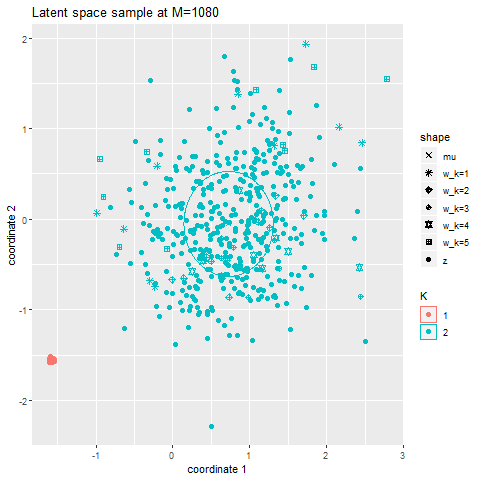 Latent space sample at M=1080
2
1
0
-1
-2
coordinate 2
-1
0
1
2
3
coordinate 1
shape
mu
w_k=1
w_k=2
w_k=3
w_k=4
w_k=5
z
K
1
2